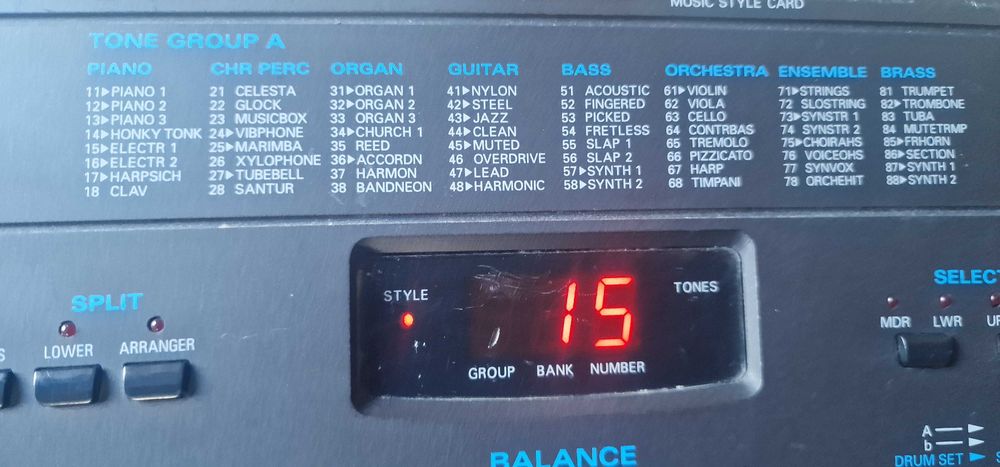 MUSIC STYLE CARD
TONE GROUP A
PIANO CHR PERC ORGAN GUITAR BASS ORCHESTRA ENSEMBLE BRASS
11▶PIANO 1 21 CELESTA 31▶ORGAN 1 41▶NYLON 51 ACOUSTIC 61▶VIOLIN 71▶STRINGS 81 TRUMPET
12▶PIANO 2 22 GLOCK 32▶ORGAN 2 42▶STEEL 52 FINGERED 62 VIOLA 72 SLOSTRING 82▶TROMBONE
13▶PIANO 3 23 MUSICBOX 33 ORGAN 3 43▶JAZZ 53 PICKED 63 CELLO 73▶SYNSTR 1 83 TUBA
14▶HONKY TONK 24▶VIBPHONE 34▶CHURCH 1 44▶CLEAN 54 FRETLESS 64 CONTRBAS 74 SYNSTR 2 84 MUTETRMP
15▶ELECTR 1 25▶MARIMBA 35 REED 45▶MUTED 55 SLAP 1 65 TREMOLO 75▶CHOIRAHS 85▶FRHORN
16▶ELECTR 2 26 XYLOPHONE 36▶ACCORDN 46 OVERDRIVE 56 SLAP 2 66 PIZZICATO 76 VOICEOHS 86▶SECTION
17▶HARPSICH 27▶TUBEBELL 37 HARMON 47▶LEAD 57▶SYNTH 1 67 HARP 77 SYNVOX 87▶SYNTH 1
18 CLAV 28 SANTUR 38 BANDNEON 48▶HARMONIC 58▶SYNTH 2 68 TIMPANI 78 ORCHEHIT 88▶SYNTH 2
SPLIT
LOWER ARRANGER
STYLE 15 TONES
GROUP BANK NUMBER
SELECT
MDR LWR
A
b
DRUM SET
BALANCE